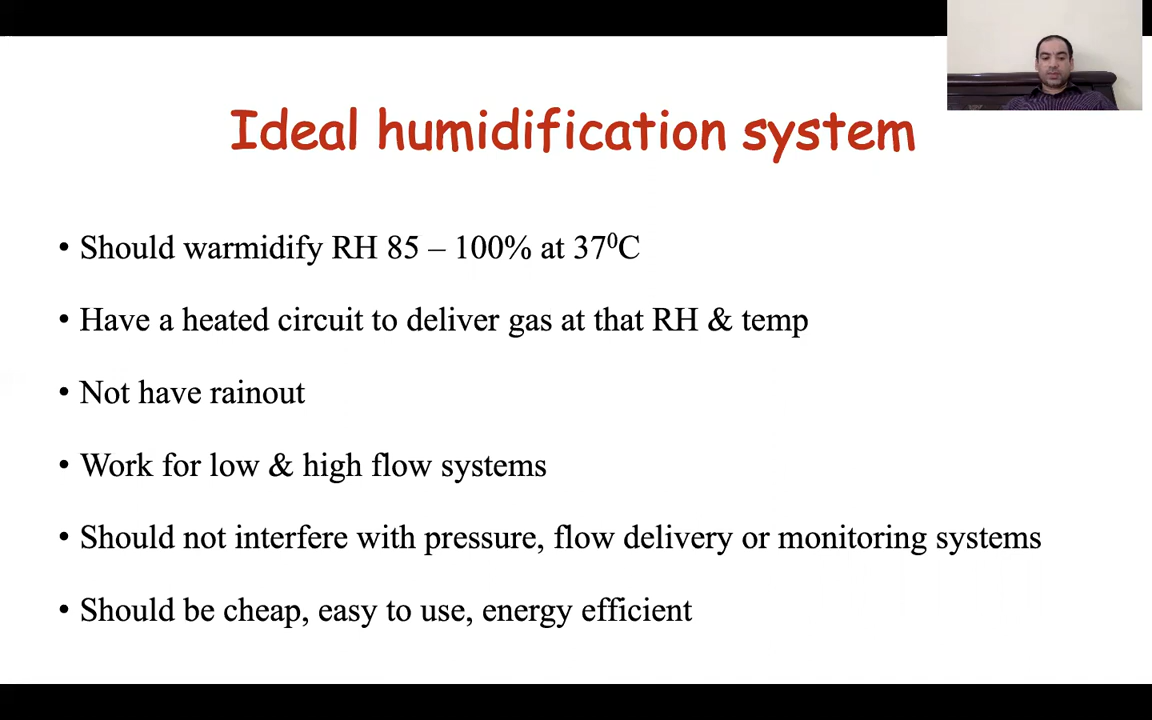 Ideal humidification system
• Should warmidify RH 85 – 100% at 37⁰C
• Have a heated circuit to deliver gas at that RH & temp
• Not have rainout
• Work for low & high flow systems
• Should not interfere with pressure, flow delivery or monitoring systems
• Should be cheap, easy to use, energy efficient